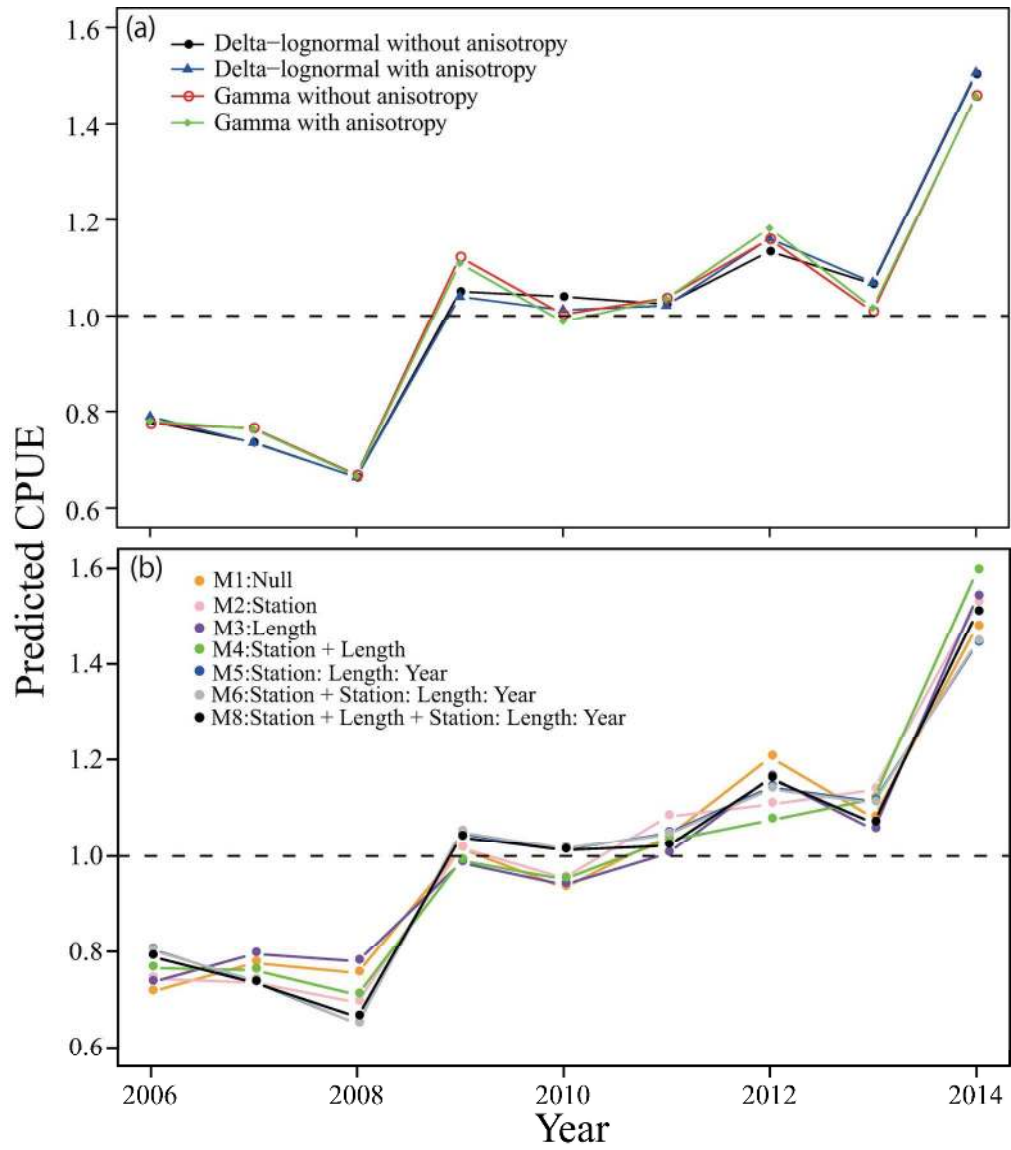 (a)
Delta−lognormal without anisotropy
Delta−lognormal with anisotropy
Gamma without anisotropy
Gamma with anisotropy
1.6
1.4
1.2
1.0
0.8
0.6
Predicted CPUE
(b)
M1:Null
M2:Station
M3:Length
M4:Station + Length
M5:Station: Length: Year
M6:Station + Station: Length: Year
M8:Station + Length + Station: Length: Year
1.6
1.4
1.2
1.0
0.8
0.6
2006 2008 2010 2012 2014
Year